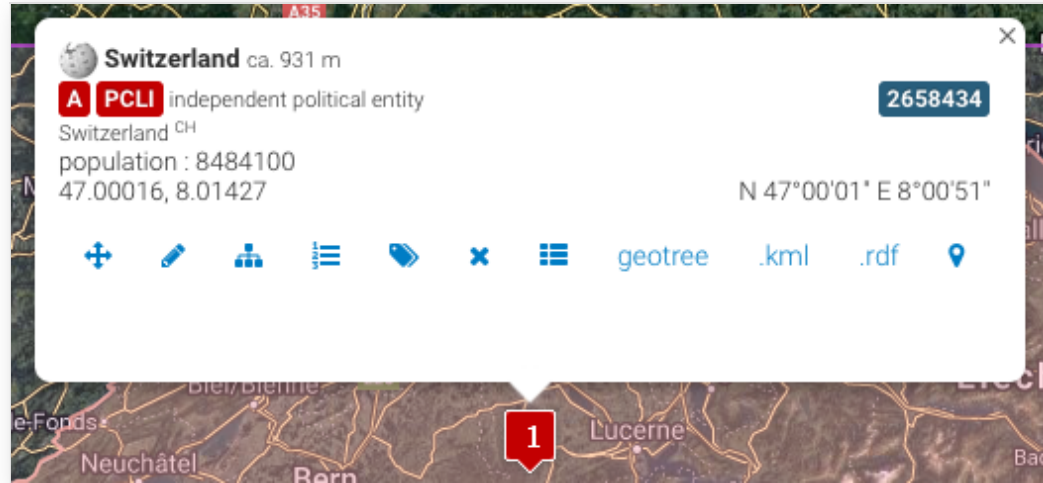 A35
Switzerland ca. 931 m
A PCLI independent political entity 2658434
Switzerland CH
population : 8484100
47.00016, 8.01427 N 47°00'01" E 8°00'51"
geotree .kml .rdf
Biel/Bienne
e-Fonds
1
Lucerne
Neuchâtel
Bern